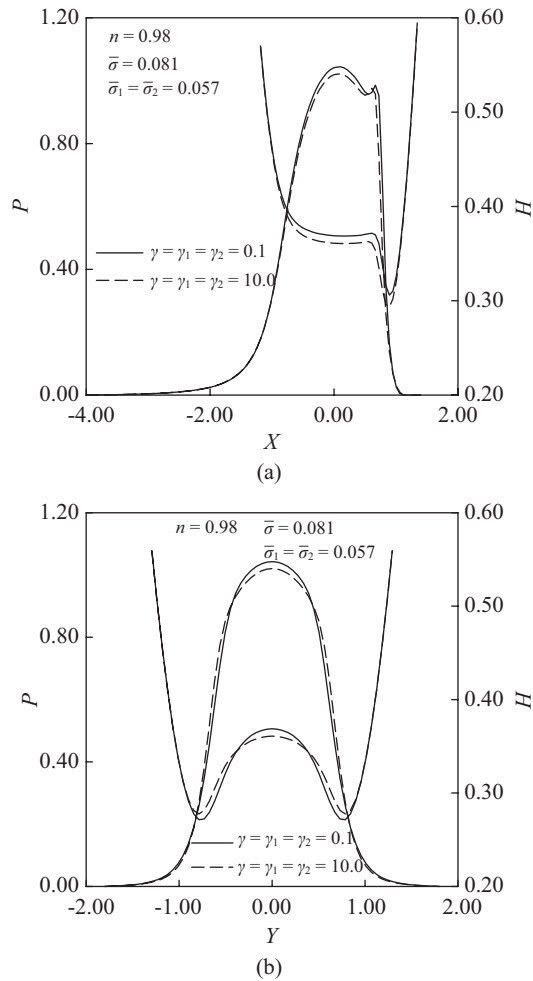 1.20
0.60
n = 0.98
σ̅ = 0.081
σ̅₁ = σ̅₂ = 0.057
0.80
0.50
P
0.40
H
γ = γ₁ = γ₂ = 0.1
0.40
γ = γ₁ = γ₂ = 10.0
0.30
0.00
0.20
-4.00 -2.00 0.00 2.00
X
(a)
1.20
0.60
n = 0.98 σ̅ = 0.081
σ̅₁ = σ̅₂ = 0.057
0.50
0.80
P
0.40
H
0.40
0.30
γ = γ₁ = γ₂ = 0.1
γ = γ₁ = γ₂ = 10.0
0.00
0.20
-2.00 -1.00 0.00 1.00 2.00
Y
(b)